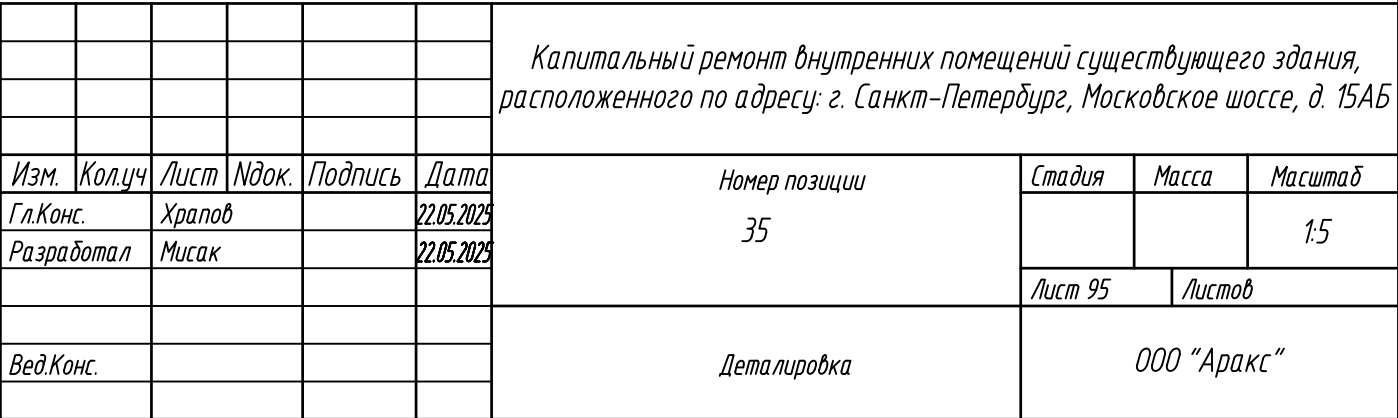 Капитальный ремонт внутренних помещений существующего здания,
расположенного по адресу: г. Санкт-Петербург, Московское шоссе, д. 15АБ
Изм. Кол.уч Лист Nдок. Подпись Дата
Номер позиции
Стадия Масса Масштаб
Гл.Конс. Храпов 22.05.2025
35
1:5
Разработал Мисак 22.05.2025
Лист 95 Листов
Вед.Конс.
Деталировка
ООО "Аракс"